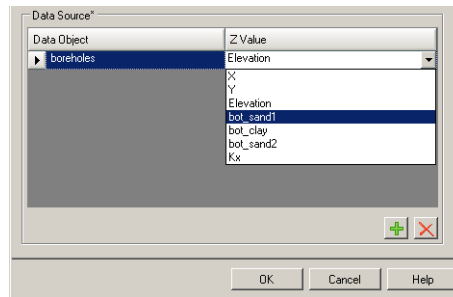 Data Source*
Data Object Z Value
boreholes Elevation
X
Y
Elevation
bot_sand1
bot_clay
bot_sand2
Kx
OK Cancel Help